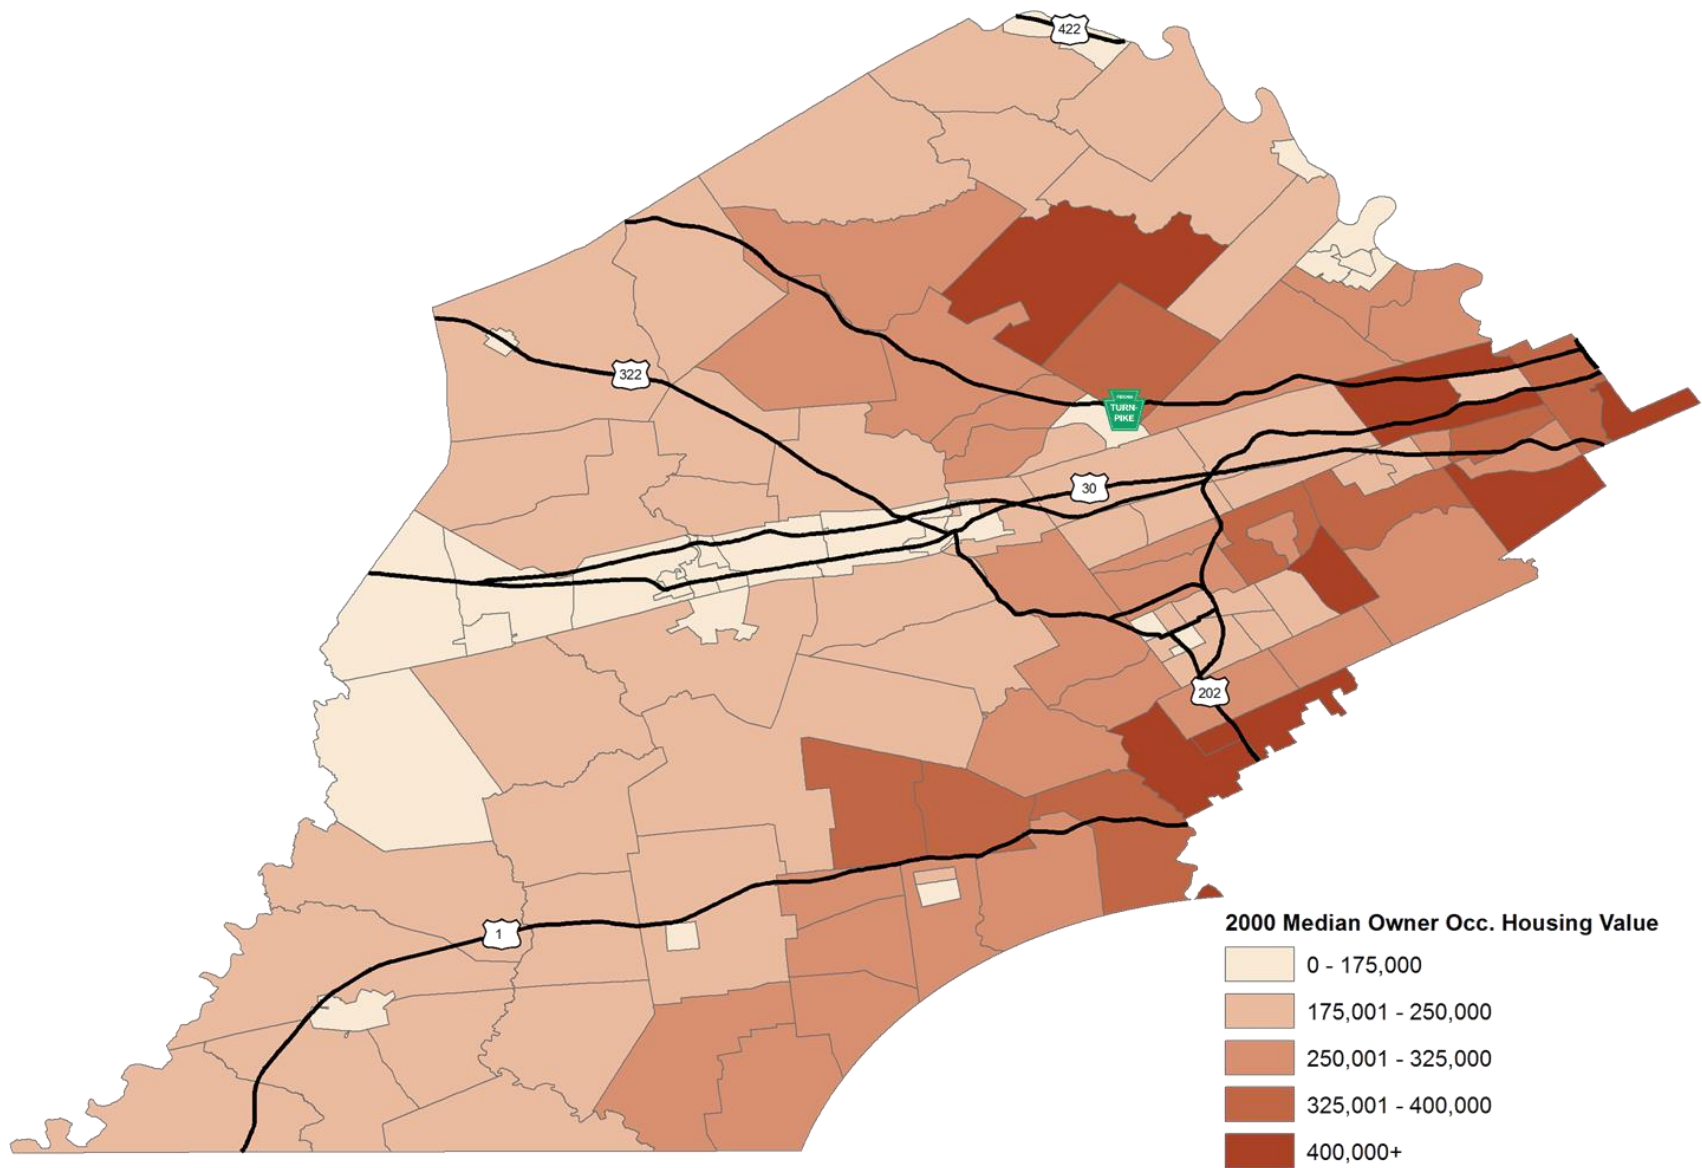 422
322
TURN-
PIKE
30
202
1
2000 Median Owner Occ. Housing Value
0 - 175,000
175,001 - 250,000
250,001 - 325,000
325,001 - 400,000
400,000+